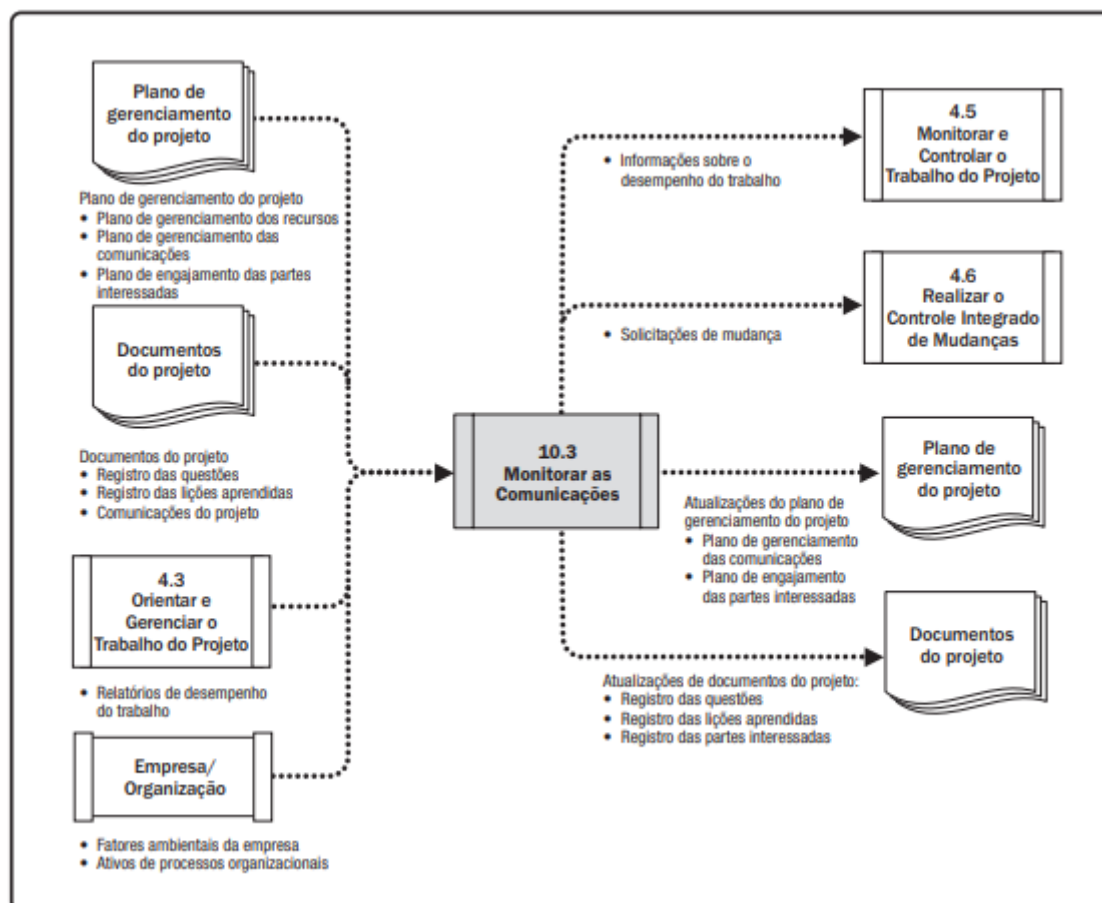 Plano de
gerenciamento
do projeto
Plano de gerenciamento do projeto
• Plano de gerenciamento dos recursos
• Plano de gerenciamento das
comunicações
• Plano de engajamento das partes
interessadas
Documentos
do projeto
Documentos do projeto
• Registro das questões
• Registro das lições aprendidas
• Comunicações do projeto
4.3
Orientar e
Gerenciar o
Trabalho do Projeto
• Relatórios de desempenho
do trabalho
Empresa/
Organização
• Fatores ambientais da empresa
• Ativos de processos organizacionais
10.3
Monitorar as
Comunicações
• Informações sobre o
desempenho do trabalho
4.5
Monitorar e
Controlar o
Trabalho do Projeto
• Solicitações de mudança
4.6
Realizar o
Controle Integrado
de Mudanças
Atualizações do plano de
gerenciamento do projeto
• Plano de gerenciamento
das comunicações
• Plano de engajamento
das partes interessadas
Plano de
gerenciamento
do projeto
Atualizações de documentos do projeto:
• Registro das questões
• Registro das lições aprendidas
• Registro das partes interessadas
Documentos
do projeto